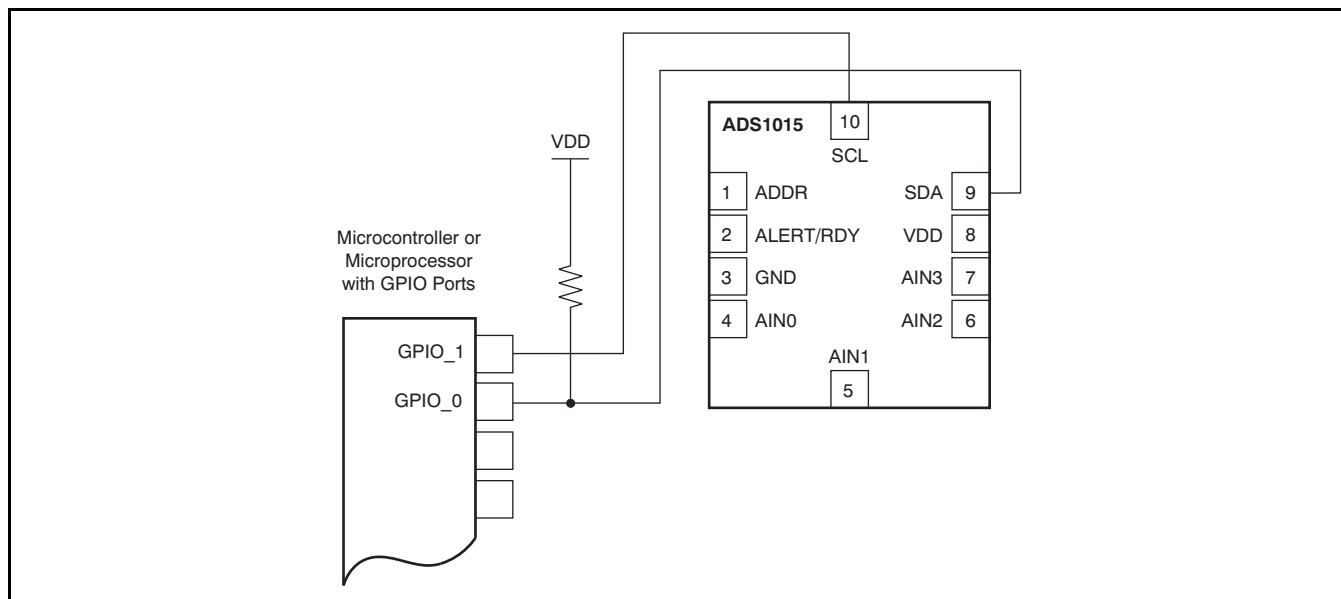 ADS1015
10
SCL
VDD
1 ADDR
SDA 9
2 ALERT/RDY
VDD 8
Microcontroller or
Microprocessor
with GPIO Ports
3 GND
AIN3 7
4 AIN0
AIN2 6
AIN1
5
GPIO_1
GPIO_0